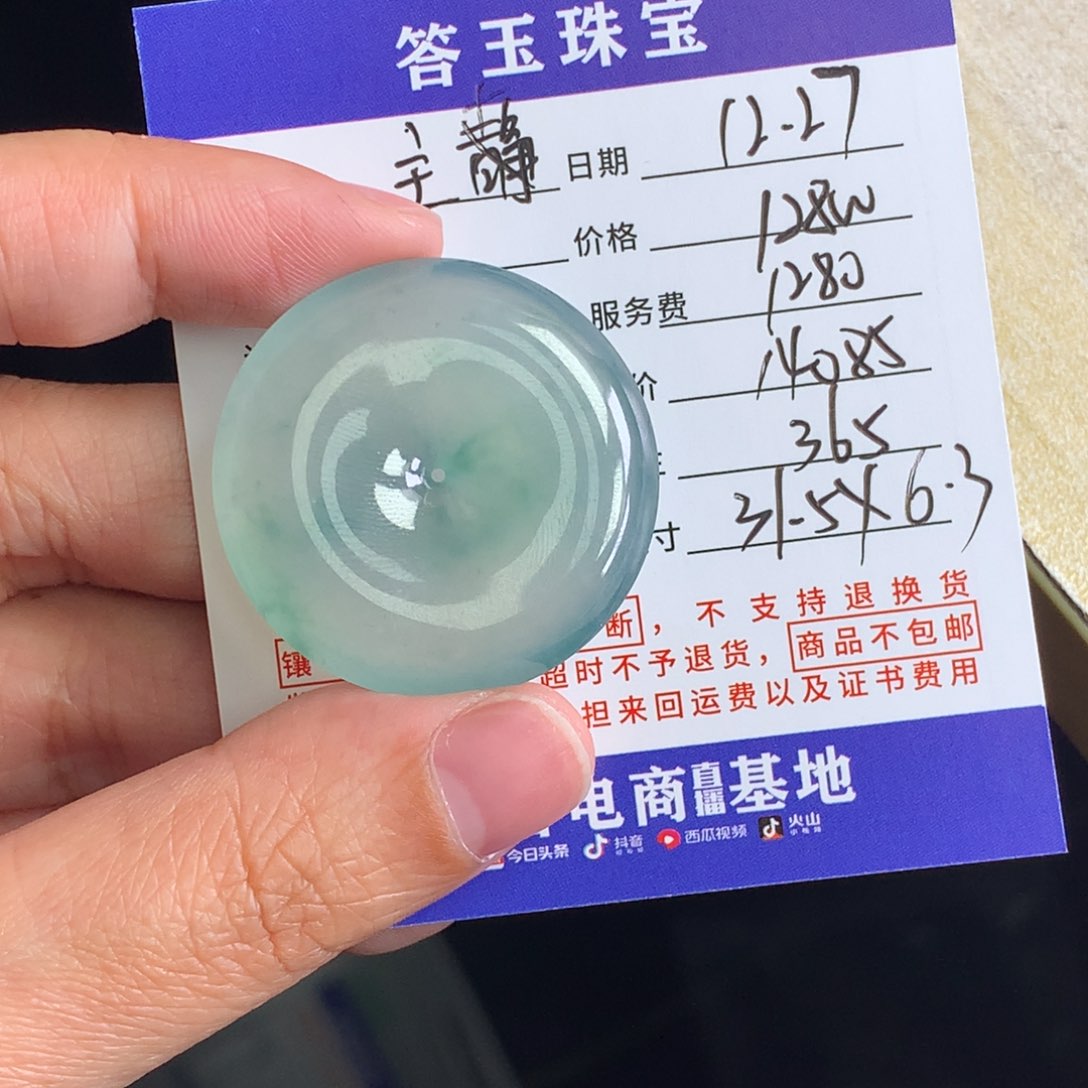 答玉珠宝
日期 12.27
价格 128W
服务费 1280
价 14085
365
寸 31.5X6.3
断，不支持退换货
镶 超时不予退货，商品不包邮
担来回运费以及证书费用
电商直播基地
今日头条 抖音 西瓜视频 火山